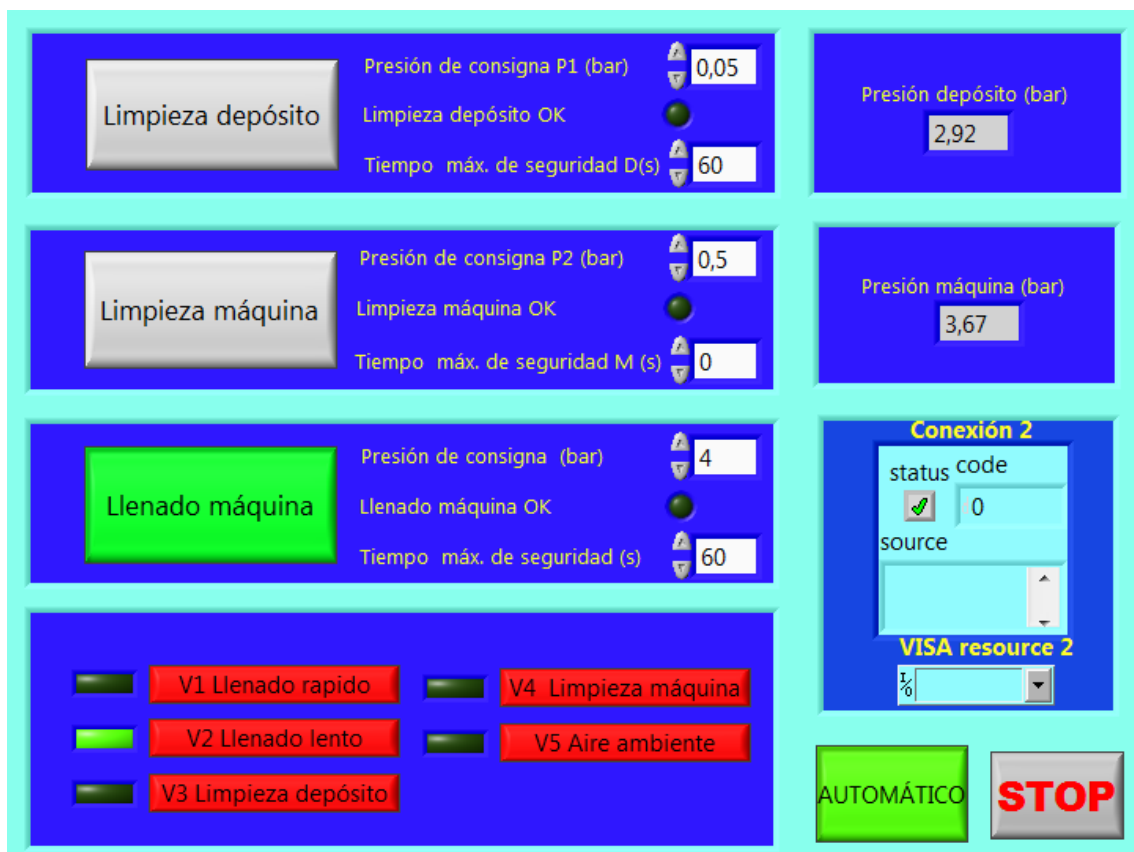 Limpieza depósito
Presión de consigna P1 (bar)
0,05
Limpieza depósito OK
Tiempo máx. de seguridad D(s)
60
Presión depósito (bar)
2,92
Limpieza máquina
Presión de consigna P2 (bar)
0,5
Limpieza máquina OK
Tiempo máx. de seguridad M (s)
0
Presión máquina (bar)
3,67
Llenado máquina
Presión de consigna (bar)
4
Llenado máquina OK
Tiempo máx. de seguridad (s)
60
Conexión 2
status
code
0
source
VISA resource 2
I/O
V1 Llenado rapido
V2 Llenado lento
V3 Limpieza depósito
V4 Limpieza máquina
V5 Aire ambiente
AUTOMÁTICO
STOP